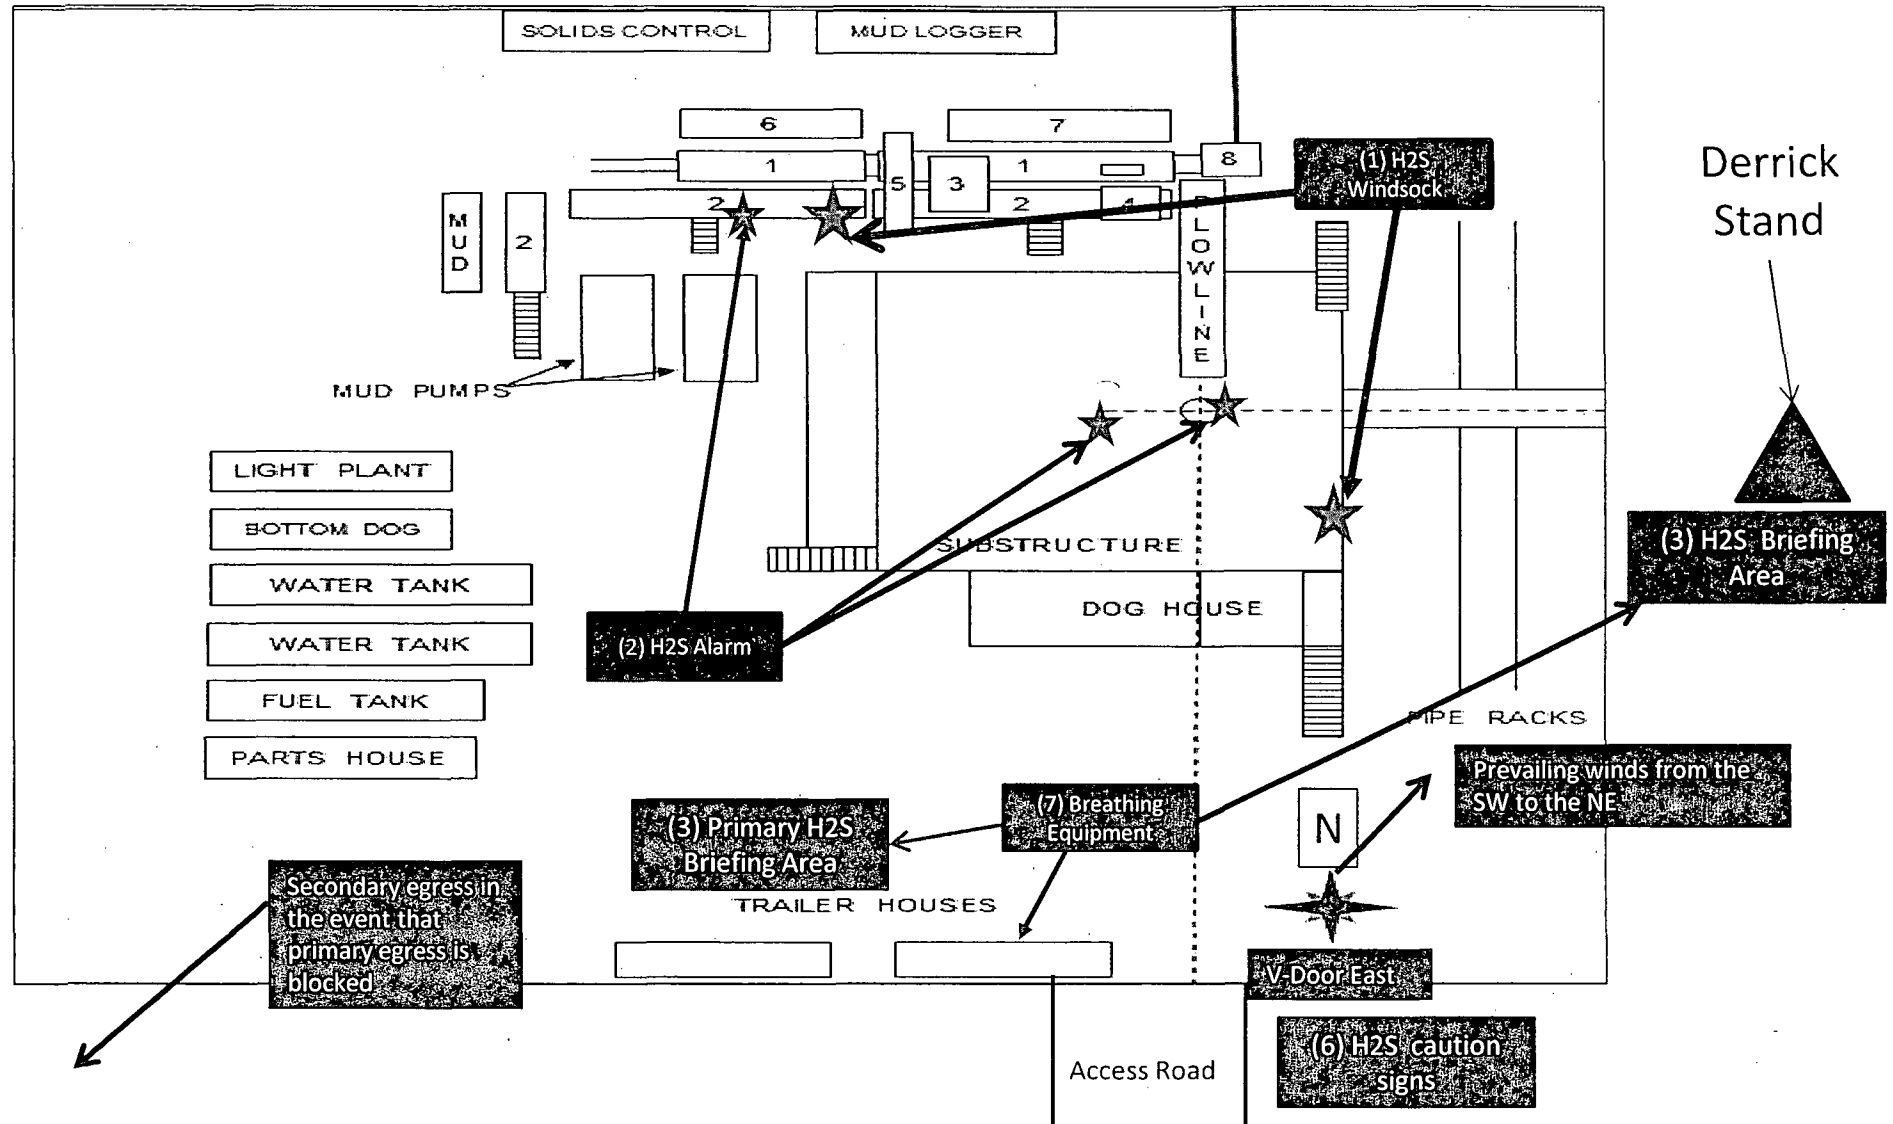 SOLIDS CONTROL
MUD LOGGER
6
7
1
5
3
1
8
(1) H2S
Windsock
Derrick
Stand
2
2
4
MUD
2
FLOWLINE
MUD PUMPS
LIGHT PLANT
BOTTOM DOG
WATER TANK
WATER TANK
FUEL TANK
PARTS HOUSE
SUBSTRUCTURE
DOG HOUSE
(2) H2S Alarm
(3) H2S Briefing
Area
PIPE RACKS
Prevailing winds from the
SW to the NE
(7) Breathing
Equipment
N
(3) Primary H2S
Briefing Area
TRAILER HOUSES
Secondary egress in
the event that
primary egress is
blocked
V-Door East
(6) H2S caution
signs
Access Road